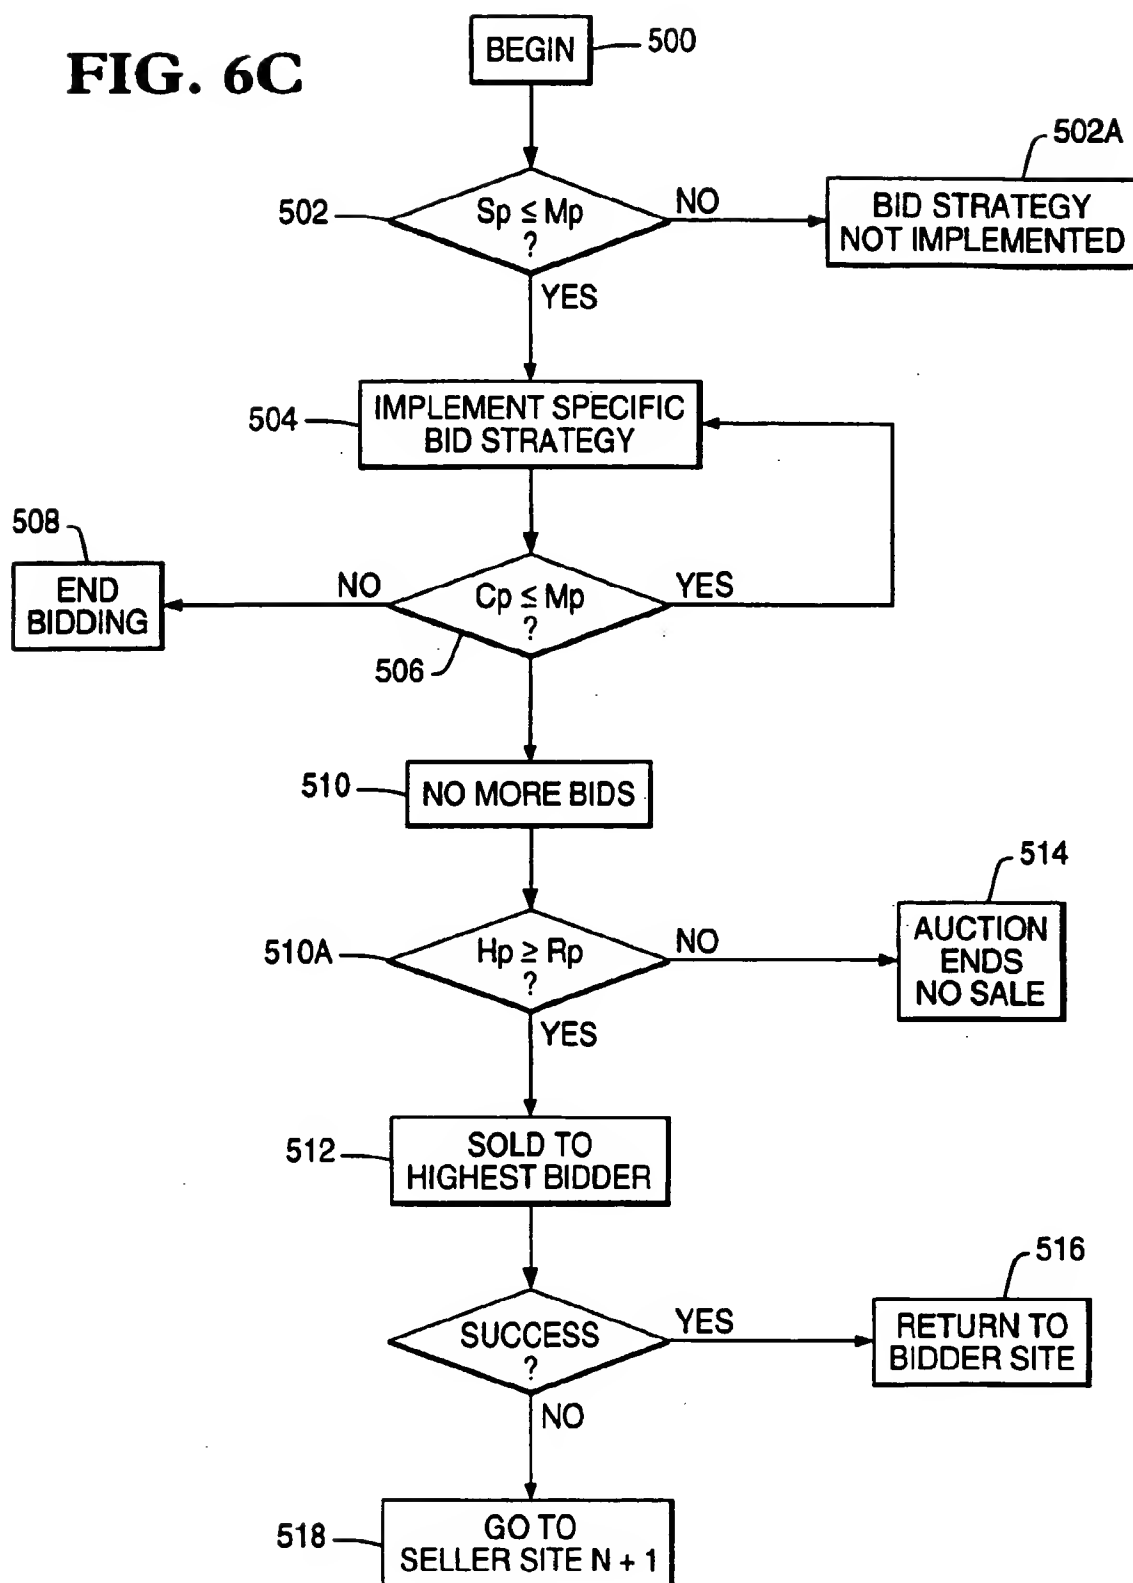 FIG. 6C
BEGIN
500
502A
502
Sp ≤ Mp
?
NO
BID STRATEGY
NOT IMPLEMENTED
YES
504
IMPLEMENT SPECIFIC
BID STRATEGY
508
END
BIDDING
NO
Cp ≤ Mp
?
YES
506
510
NO MORE BIDS
514
510A
Hp ≥ Rp
?
NO
AUCTION
ENDS
NO SALE
YES
512
SOLD TO
HIGHEST BIDDER
516
SUCCESS
?
YES
RETURN TO
BIDDER SITE
NO
518
GO TO
SELLER SITE N + 1